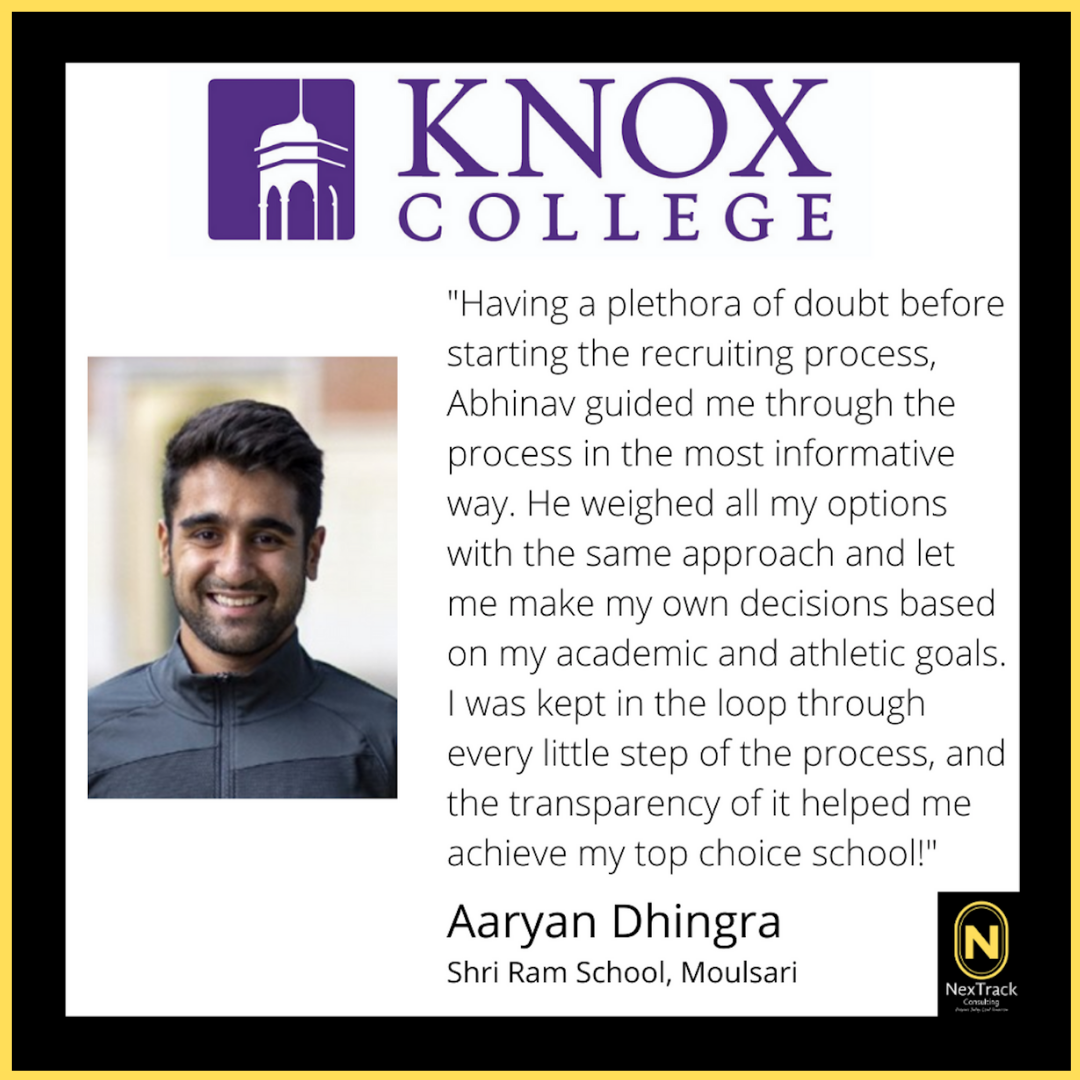 KNOX
COLLEGE
"Having a plethora of doubt before
starting the recruiting process,
Abhinav guided me through the
process in the most informative
way. He weighed all my options
with the same approach and let
me make my own decisions based
on my academic and athletic goals.
I was kept in the loop through
every little step of the process, and
the transparency of it helped me
achieve my top choice school!"
Aaryan Dhingra
Shri Ram School, Moulsari
N
NexTrack
Consulting